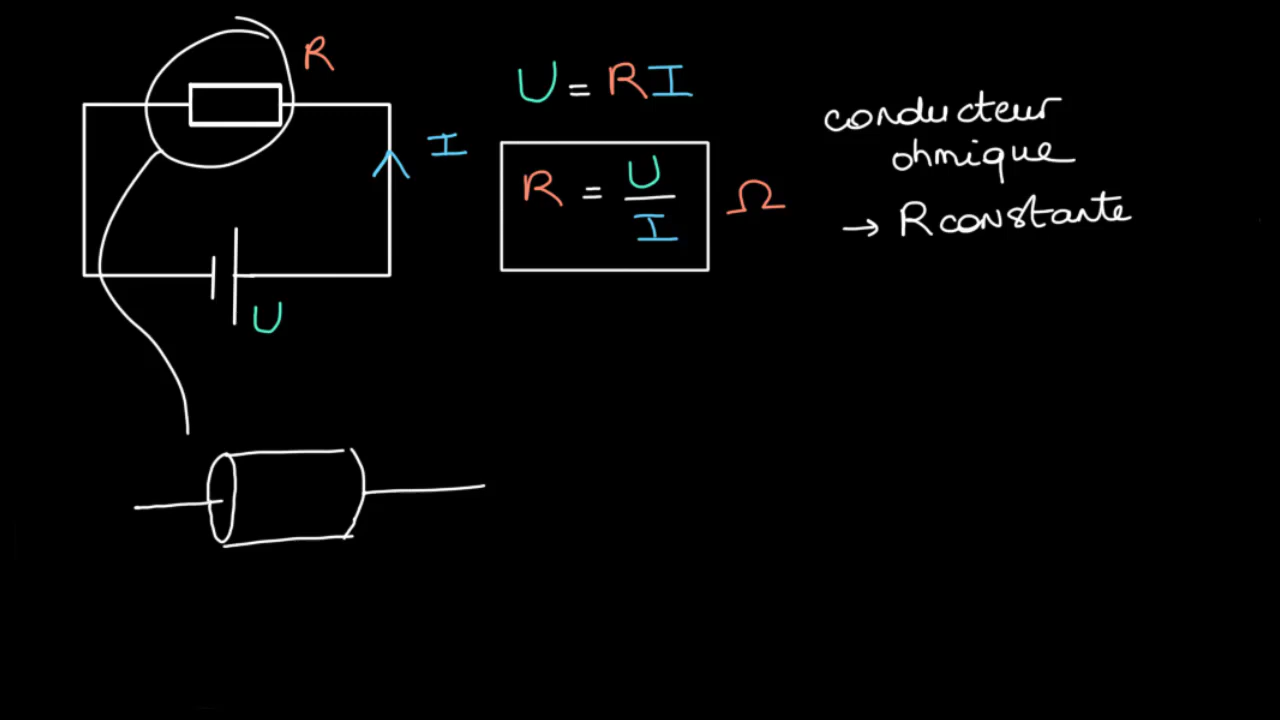 R
I
U
U = RI
R = U/I Ω
conducteur
ohmique
→ R constante